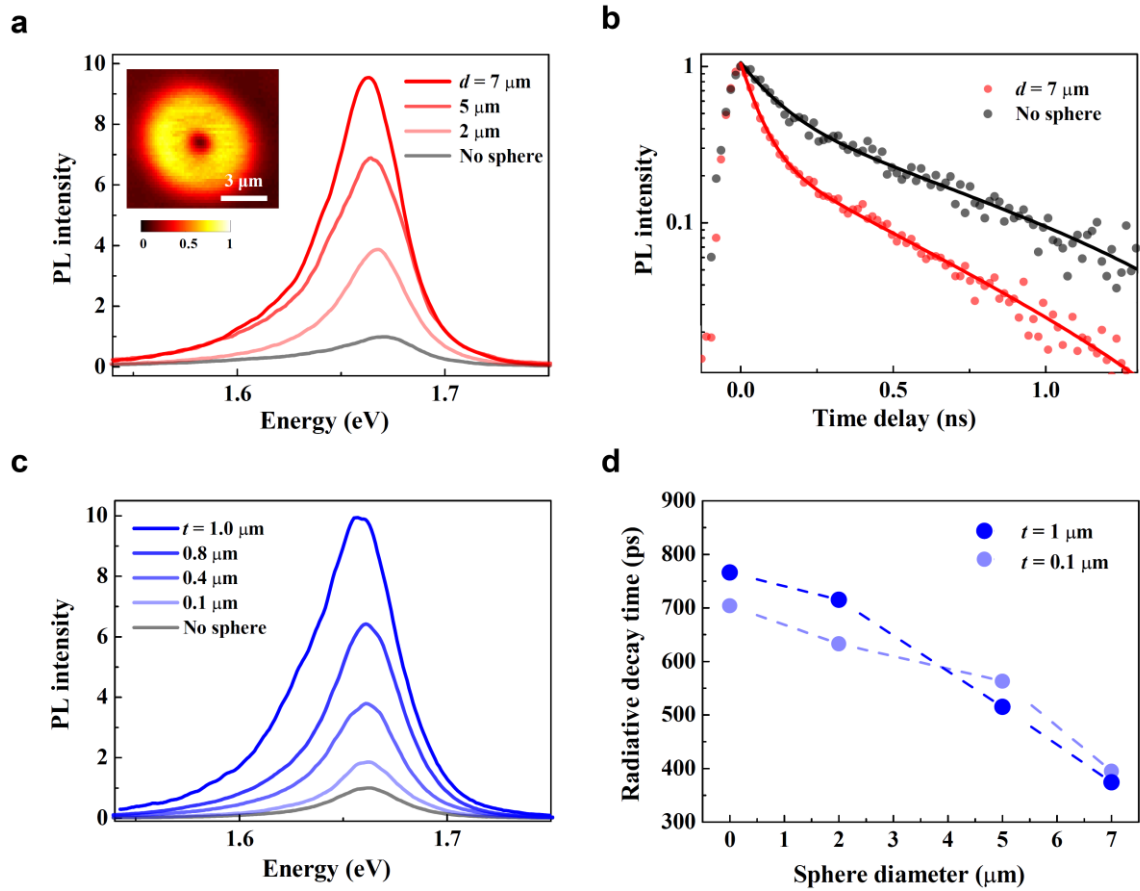 a
10
8
6
4
2
0
PL intensity
1.6
1.7
Energy (eV)
3 μm
0
0.5
1
d = 7 μm
5 μm
2 μm
No sphere
b
1
0.1
PL intensity
0.0
0.5
1.0
Time delay (ns)
d = 7 μm
No sphere
c
10
8
6
4
2
0
PL intensity
1.6
1.7
Energy (eV)
t = 1.0 μm
0.8 μm
0.4 μm
0.1 μm
No sphere
d
900
800
700
600
500
400
300
Radiative decay time (ps)
0 1 2 3 4 5 6 7
Sphere diameter (μm)
t = 1 μm
t = 0.1 μm